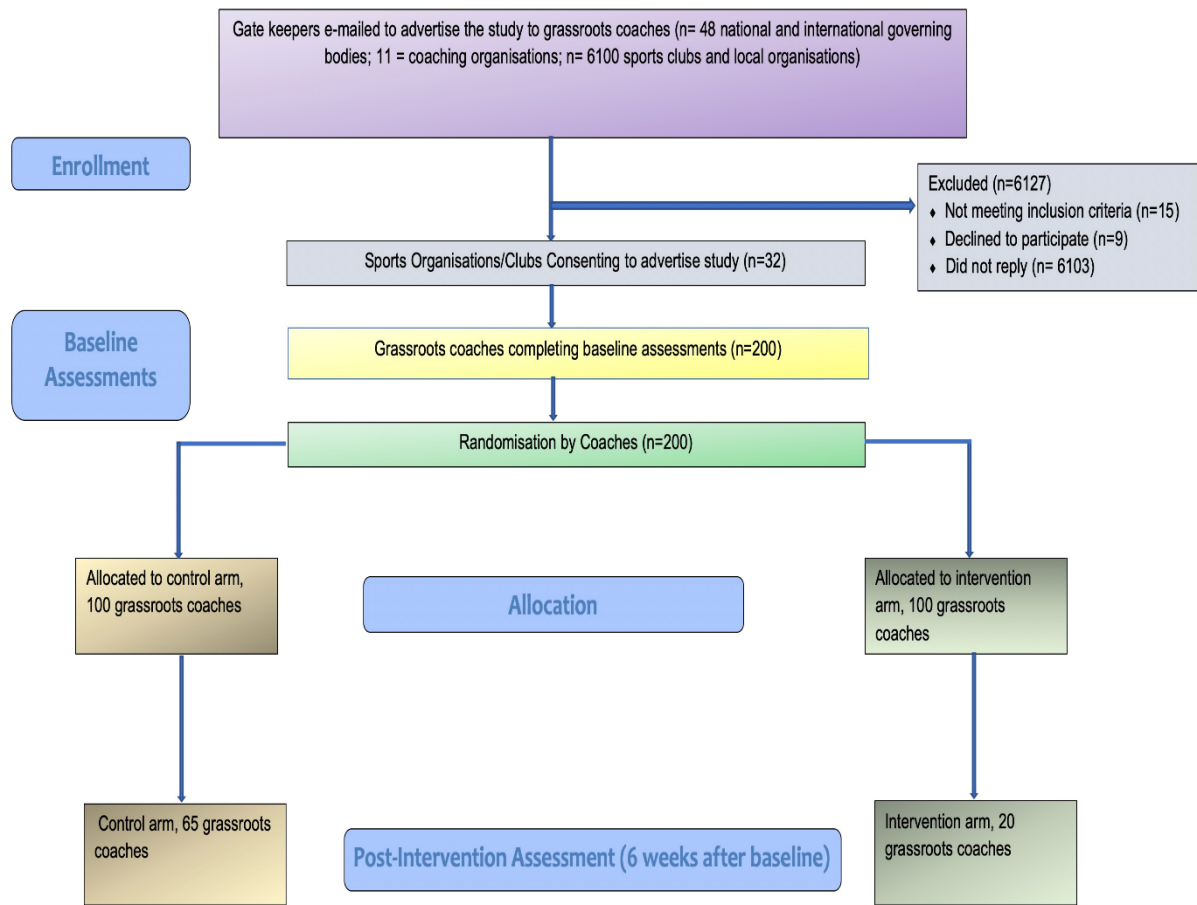 Gate keepers e-mailed to advertise the study to grassroots coaches (n= 48 national and international governing
bodies; 11 = coaching organisations; n= 6100 sports clubs and local organisations)
Enrollment
Excluded (n=6127)
♦ Not meeting inclusion criteria (n=15)
♦ Declined to participate (n=9)
♦ Did not reply (n= 6103)
Sports Organisations/Clubs Consenting to advertise study (n=32)
Baseline
Assessments
Grassroots coaches completing baseline assessments (n=200)
Randomisation by Coaches (n=200)
Allocated to control arm,
100 grassroots coaches
Allocation
Allocated to intervention
arm, 100 grassroots
coaches
Control arm, 65 grassroots
coaches
Post-Intervention Assessment (6 weeks after baseline)
Intervention arm, 20
grassroots coaches